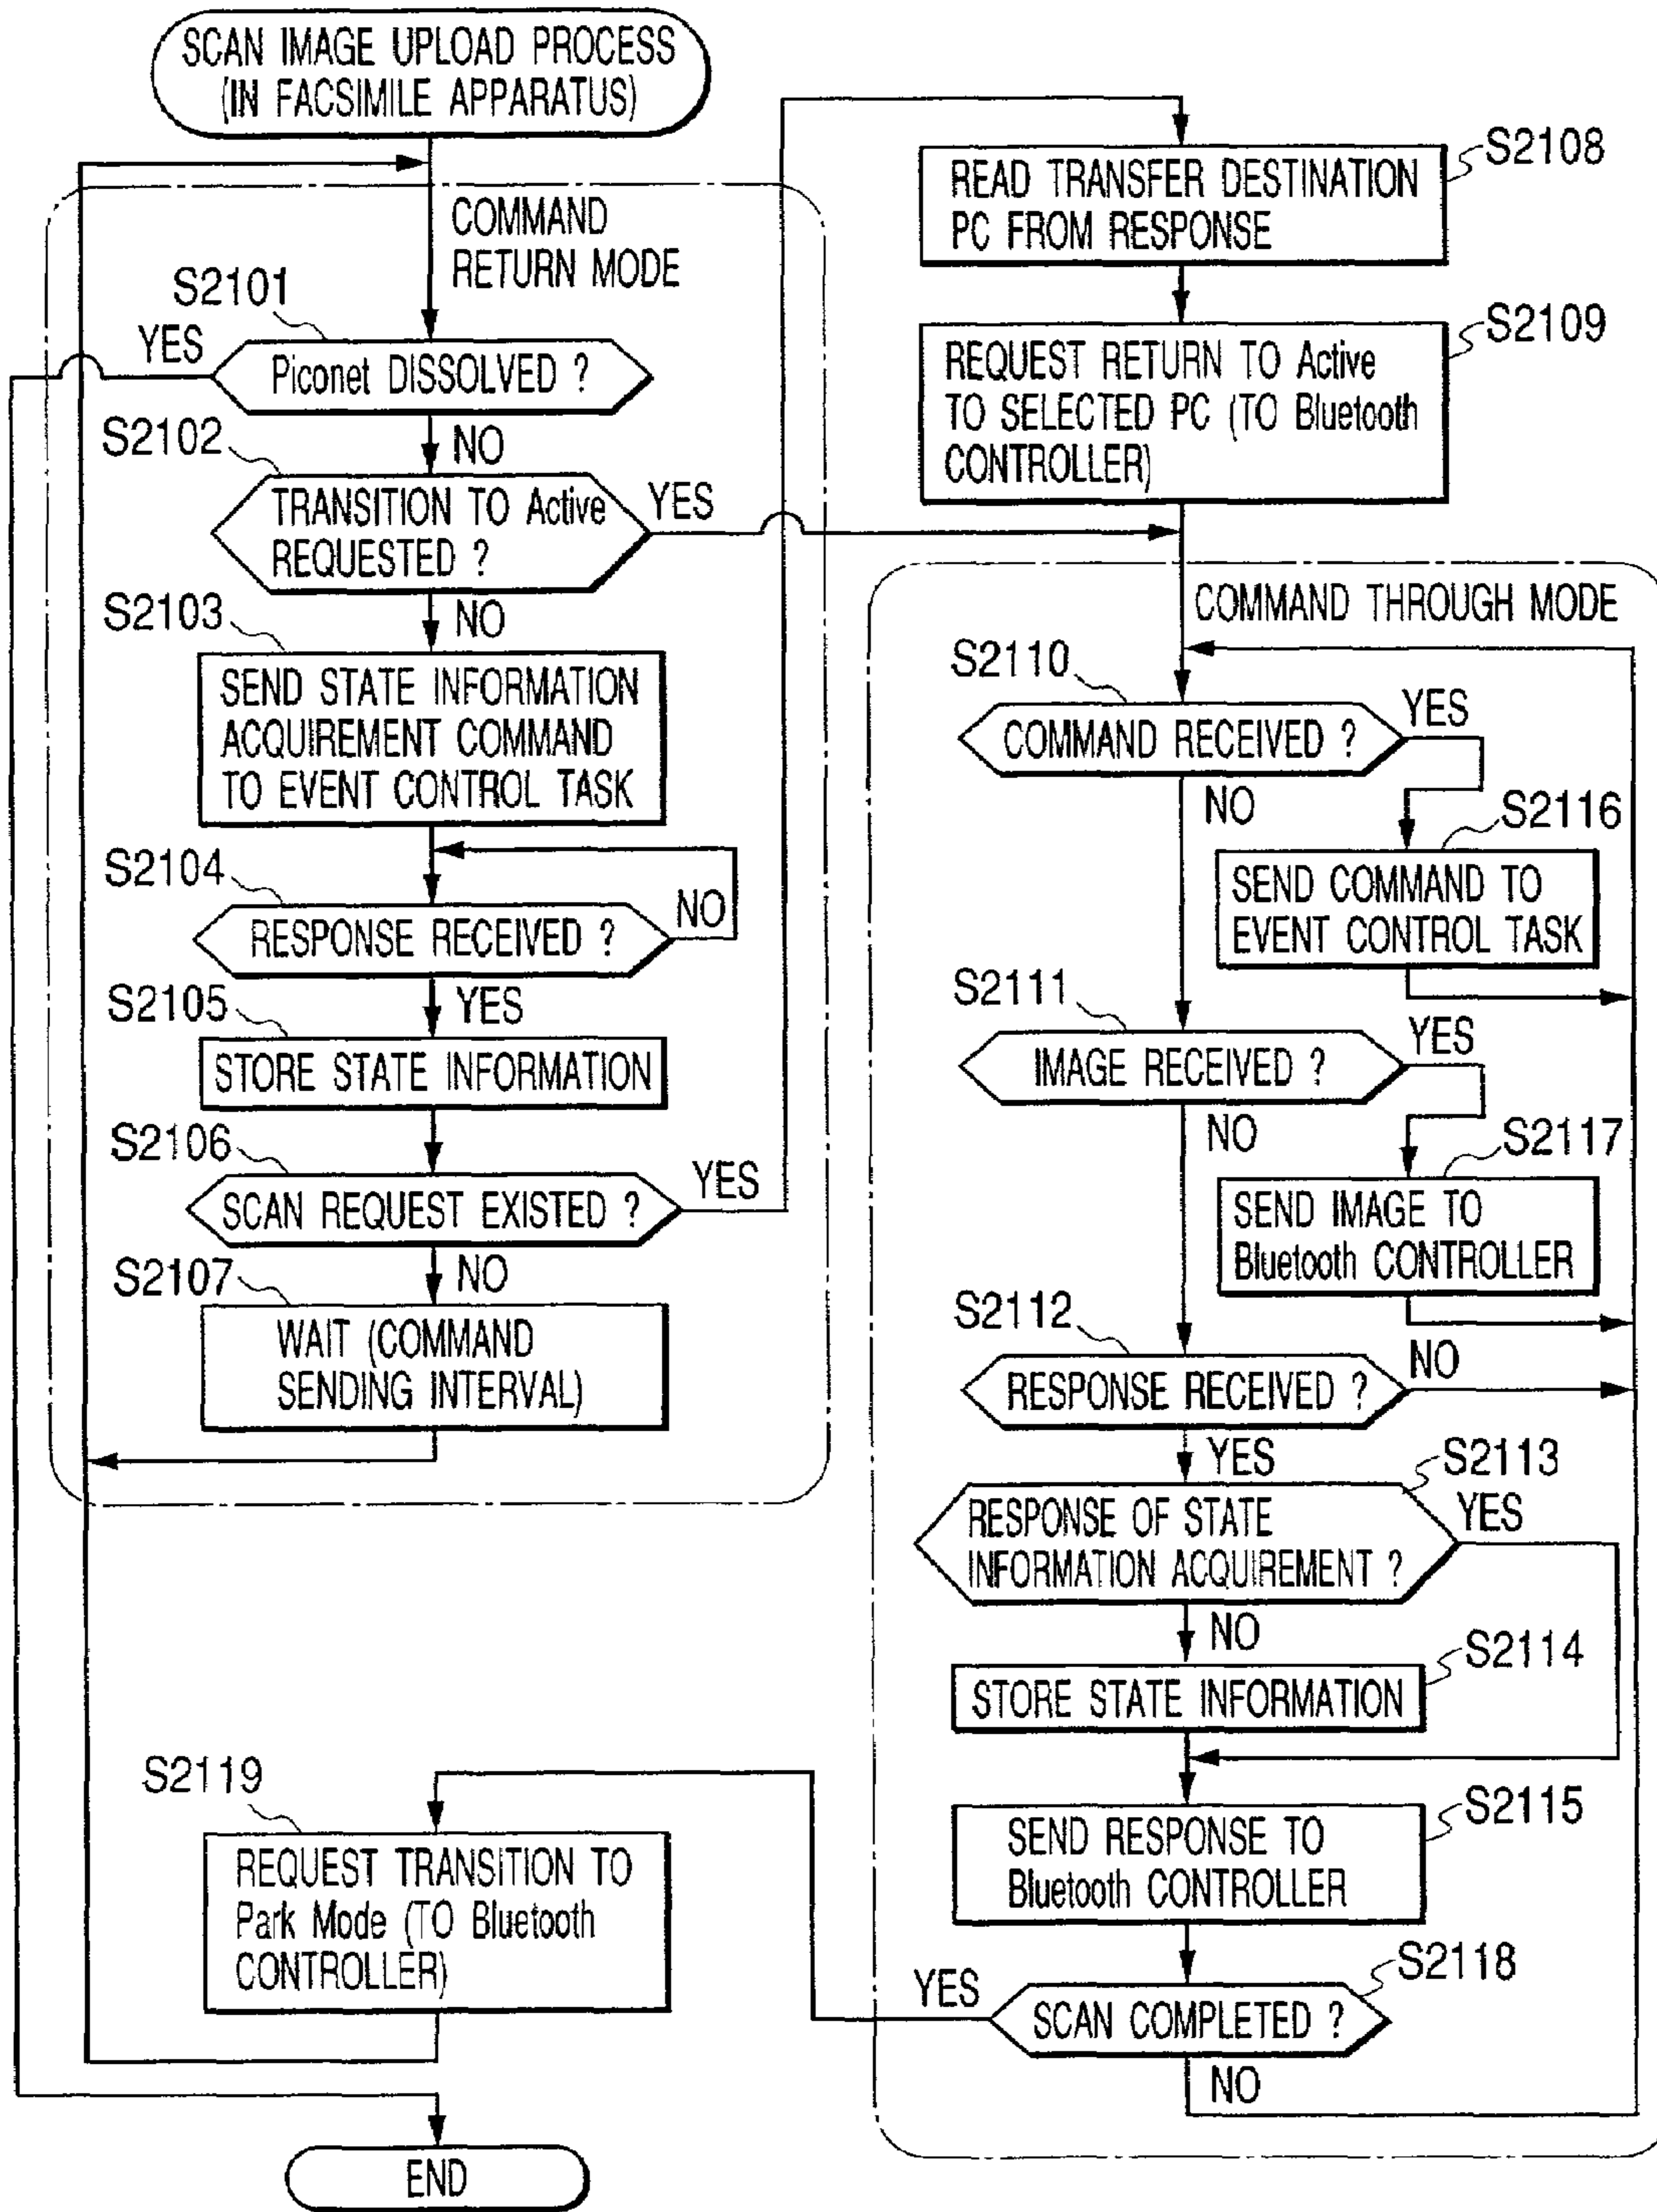 SCAN IMAGE UPLOAD PROCESS
(IN FACSIMILE APPARATUS)
COMMAND
RETURN MODE
S2101
YES
Piconet DISSOLVED ?
NO
S2102
TRANSITION TO Active
REQUESTED ?
YES
NO
S2103
SEND STATE INFORMATION
ACQUIREMENT COMMAND
TO EVENT CONTROL TASK
S2104
RESPONSE RECEIVED ?
NO
YES
S2105
STORE STATE INFORMATION
S2106
SCAN REQUEST EXISTED ?
YES
NO
S2107
WAIT (COMMAND
SENDING INTERVAL)
S2108
READ TRANSFER DESTINATION
PC FROM RESPONSE
S2109
REQUEST RETURN TO Active
TO SELECTED PC (TO Bluetooth
CONTROLLER)
COMMAND THROUGH MODE
S2110
COMMAND RECEIVED ?
YES
NO
S2116
SEND COMMAND TO
EVENT CONTROL TASK
S2111
IMAGE RECEIVED ?
YES
NO
S2117
SEND IMAGE TO
Bluetooth CONTROLLER
S2112
RESPONSE RECEIVED ?
NO
YES
S2113
RESPONSE OF STATE
INFORMATION ACQUIREMENT ?
YES
NO
S2114
STORE STATE INFORMATION
S2115
SEND RESPONSE TO
Bluetooth CONTROLLER
S2118
SCAN COMPLETED ?
YES
NO
S2119
REQUEST TRANSITION TO
Park Mode (TO Bluetooth
CONTROLLER)
END